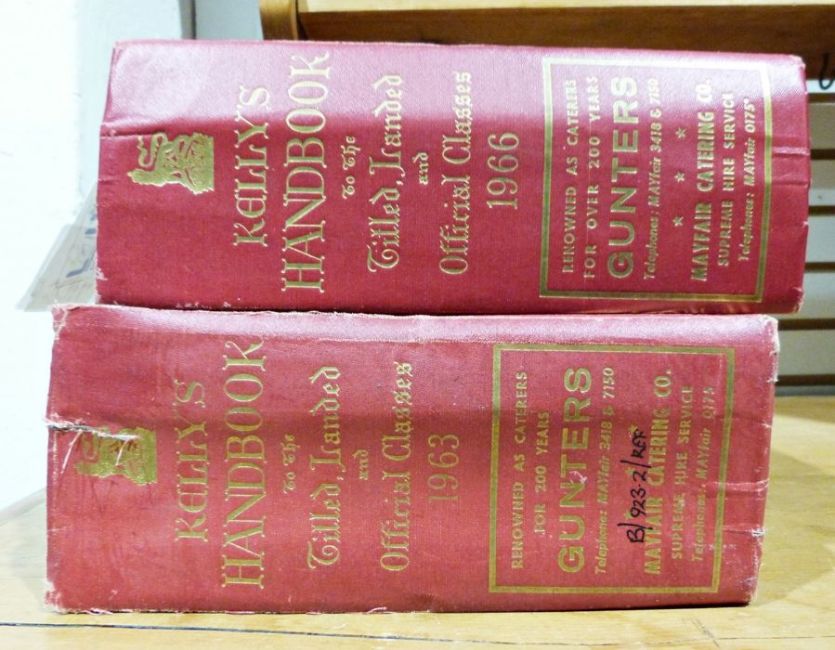 KELLY'S
HANDBOOK
To The
Titled, Landed
and
Official Classes
1966
RENOWNED AS CATERERS
FOR OVER 200 YEARS
GUNTERS
Telephones: MAYfair 3418 & 7150
★ ★ ★
MAYFAIR CATERING CO.
SUPREME HIRE SERVICE
Telephone: MAYfair 0175
KELLY'S
HANDBOOK
To The
Titled, Landed
and
Official Classes
1963
RENOWNED AS CATERERS
FOR 200 YEARS
GUNTERS
Telephone: MAYfair 3418 & 7150
B/923.2/REF
MAYFAIR CATERING CO.
SUPREME HIRE SERVICE
Telephones: MAYfair 0175